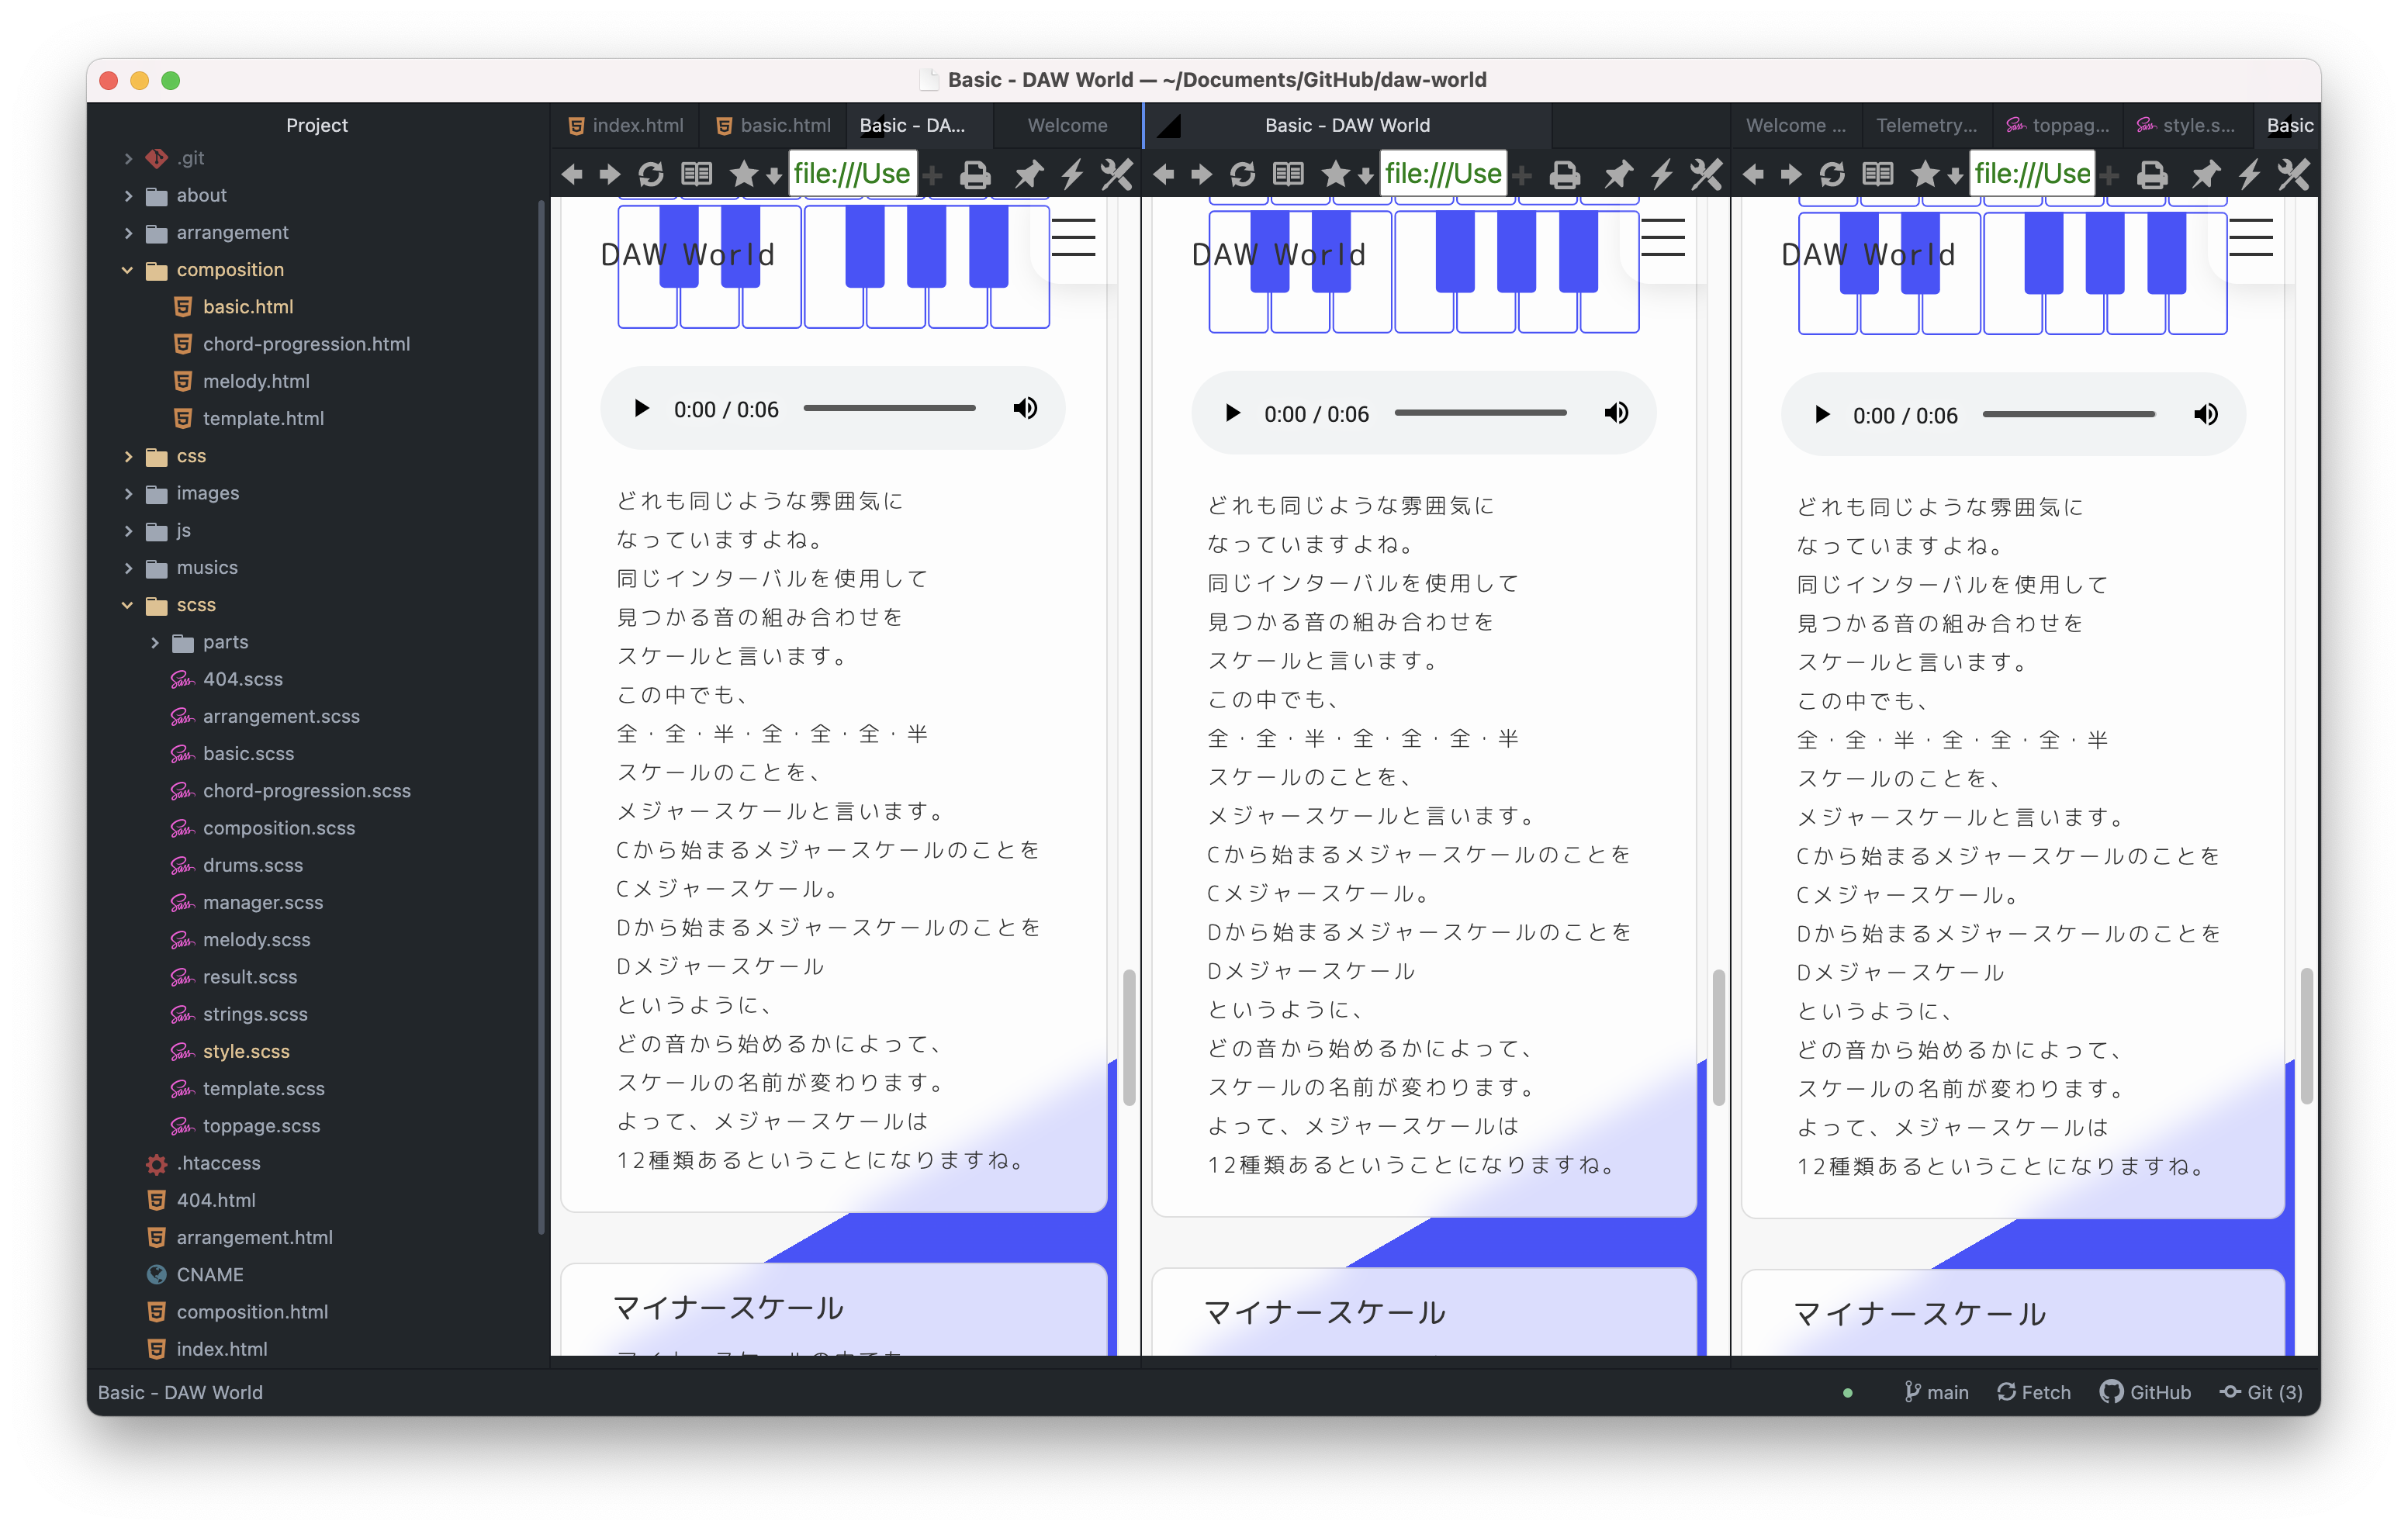 Basic - DAW World — ~/Documents/GitHub/daw-world
Project
.git
about
arrangement
composition
basic.html
chord-progression.html
melody.html
template.html
css
images
js
musics
scss
parts
404.scss
arrangement.scss
basic.scss
chord-progression.scss
composition.scss
drums.scss
manager.scss
melody.scss
result.scss
strings.scss
style.scss
template.scss
toppage.scss
.htaccess
404.html
arrangement.html
CNAME
composition.html
index.html
index.html basic.html Basic - DA... Welcome
file:///Use
DAW World
0:00 / 0:06
どれも同じような雰囲気に
なっていますよね。
同じインターバルを使用して
見つかる音の組み合わせを
スケールと言います。
この中でも、
全・全・半・全・全・全・半
スケールのことを、
メジャースケールと言います。
Cから始まるメジャースケールのことを
Cメジャースケール。
Dから始まるメジャースケールのことを
Dメジャースケール
というように、
どの音から始めるかによって、
スケールの名前が変わります。
よって、メジャースケールは
12種類あるということになりますね。
マイナースケール
Basic - DAW World
file:///Use
DAW World
0:00 / 0:06
どれも同じような雰囲気に
なっていますよね。
同じインターバルを使用して
見つかる音の組み合わせを
スケールと言います。
この中でも、
全・全・半・全・全・全・半
スケールのことを、
メジャースケールと言います。
Cから始まるメジャースケールのことを
Cメジャースケール。
Dから始まるメジャースケールのことを
Dメジャースケール
というように、
どの音から始めるかによって、
スケールの名前が変わります。
よって、メジャースケールは
12種類あるということになりますね。
マイナースケール
Welcome ... Telemetry... toppag... style.s... Basic
file:///Use
DAW World
0:00 / 0:06
どれも同じような雰囲気に
なっていますよね。
同じインターバルを使用して
見つかる音の組み合わせを
スケールと言います。
この中でも、
全・全・半・全・全・全・半
スケールのことを、
メジャースケールと言います。
Cから始まるメジャースケールのことを
Cメジャースケール。
Dから始まるメジャースケールのことを
Dメジャースケール
というように、
どの音から始めるかによって、
スケールの名前が変わります。
よって、メジャースケールは
12種類あるということになりますね。
マイナースケール
Basic - DAW World
main Fetch GitHub Git (3)